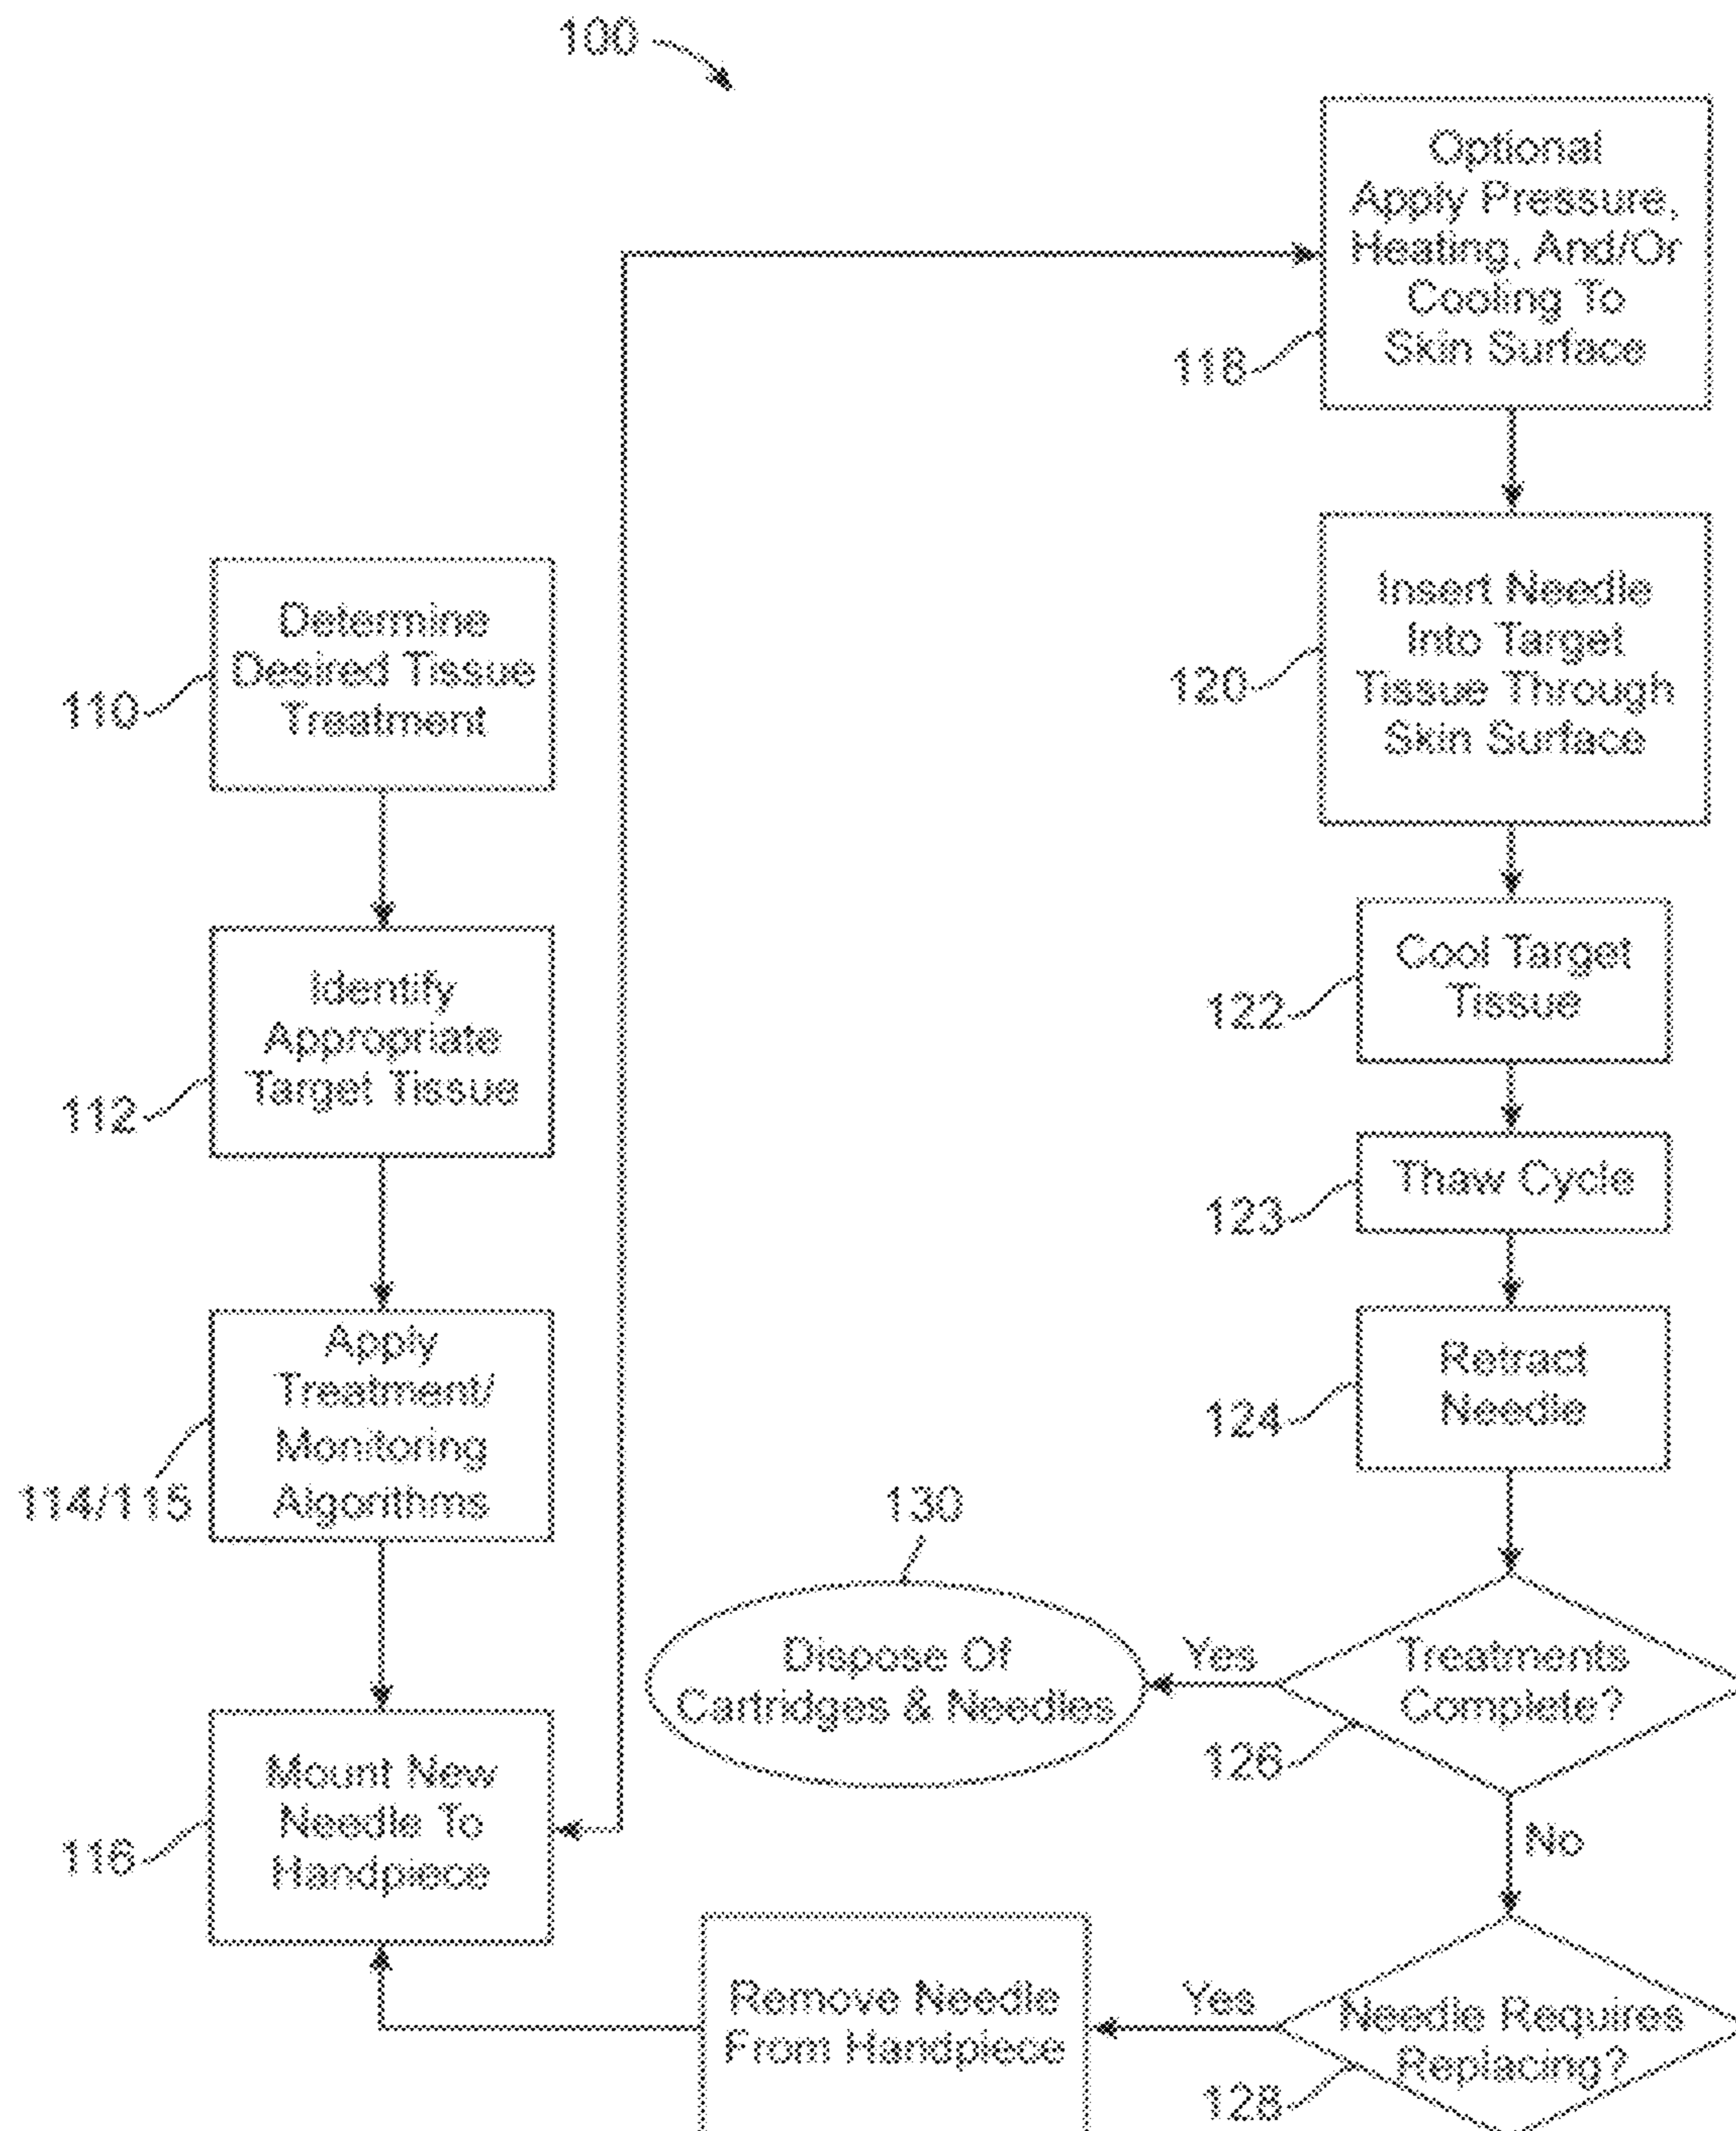 100
Determine
Desired Tissue
Treatment
110
Identify
Appropriate
Target Tissue
112
Apply
Treatment/
Monitoring
Algorithms
114/115
Mount New
Needle To
Handpiece
116
Optional
Apply Pressure,
Heating, And/Or
Cooling To
Skin Surface
118
Insert Needle
Into Target
Tissue Through
Skin Surface
120
Cool Target
Tissue
122
Thaw Cycle
123
Retract
Needle
124
Treatments
Complete?
126
Yes
130
Dispose Of
Cartridges & Needles
No
Needle Requires
Replacing?
128
Yes
Remove Needle
From Handpiece